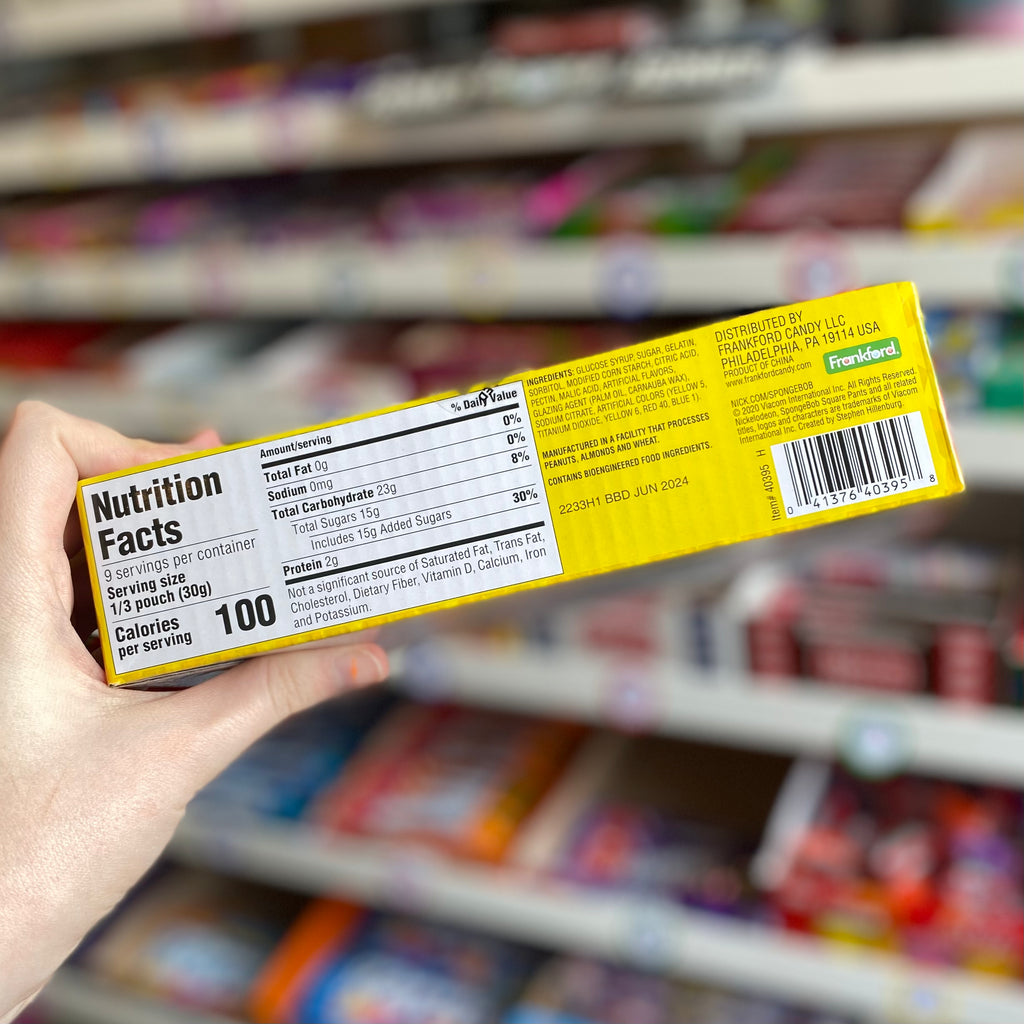 Nutrition
Facts
9 servings per container
Serving size
1/3 pouch (30g)
Calories
per serving
100
Amount/serving
% Daily Value
Total Fat 0g
0%
Sodium 0mg
0%
Total Carbohydrate 23g
8%
Total Sugars 15g
Includes 15g Added Sugars
30%
Protein 2g
Not a significant source of Saturated Fat, Trans Fat,
Cholesterol, Dietary Fiber, Vitamin D, Calcium, Iron
and Potassium.
INGREDIENTS: GLUCOSE SYRUP, SUGAR, GELATIN,
SORBITOL, MODIFIED CORN STARCH, CITRIC ACID,
PECTIN, MALIC ACID, ARTIFICIAL FLAVORS,
GLAZING AGENT (PALM OIL, CARNAUBA WAX),
SODIUM CITRATE, ARTIFICIAL COLORS (YELLOW 5,
TITANIUM DIOXIDE, YELLOW 6, RED 40, BLUE 1).
MANUFACTURED IN A FACILITY THAT PROCESSES
PEANUTS, ALMONDS AND WHEAT.
CONTAINS BIOENGINEERED FOOD INGREDIENTS.
2233H1 BBD JUN 2024
DISTRIBUTED BY
FRANKFORD CANDY LLC
PHILADELPHIA, PA 19114 USA
PRODUCT OF CHINA
www.frankfordcandy.com
Frankford.
NICK.COM/SPONGEBOB
© 2020 Viacom International Inc. All Rights Reserved.
Nickelodeon, SpongeBob Square Pants and all related
titles, logos and characters are trademarks of Viacom
International Inc. Created by Stephen Hillenburg.
Item# 40395 H
0 41376 40395 8